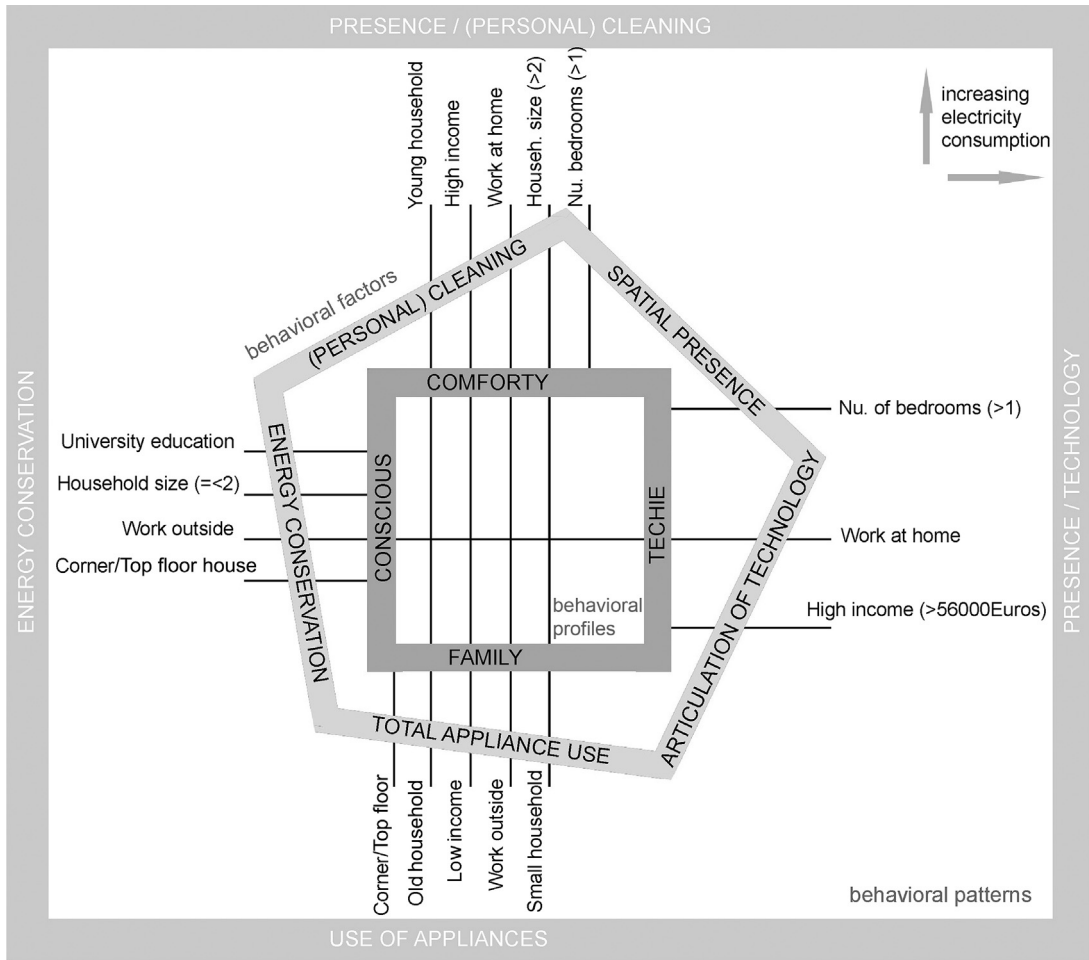 PRESENCE / (PERSONAL) CLEANING
increasing
electricity
consumption
Young household
High income
Work at home
Househ. size (>2)
Nu. bedrooms (>1)
behavioral factors
(PERSONAL) CLEANING
SPATIAL PRESENCE
ENERGY CONSERVATION
PRESENCE / TECHNOLOGY
COMFORTY
Nu. of bedrooms (>1)
University education
Household size (=<2)
Work outside
Corner/Top floor house
ENERGY CONSERVATION
CONSCIOUS
TECHIE
ARTICULATION OF TECHNOLOGY
Work at home
High income (>56000Euros)
behavioral
profiles
FAMILY
TOTAL APPLIANCE USE
Corner/Top floor
Old household
Low income
Work outside
Small household
behavioral patterns
USE OF APPLIANCES